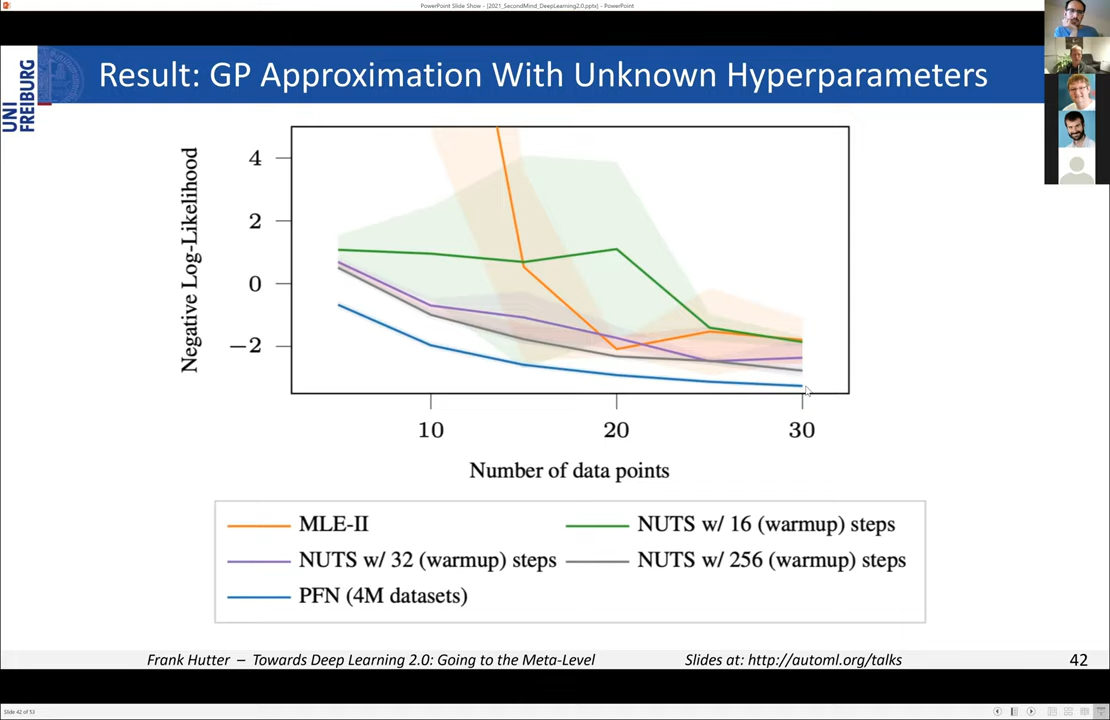 PowerPoint Slide Show - [2021_SecondMind_DeepLearning2.0.pptx] - PowerPoint
UNI
FREIBURG
Result: GP Approximation With Unknown Hyperparameters
Negative Log-Likelihood
4
2
0
−2
10
20
30
Number of data points
MLE-II
NUTS w/ 16 (warmup) steps
NUTS w/ 32 (warmup) steps
NUTS w/ 256 (warmup) steps
PFN (4M datasets)
Frank Hutter – Towards Deep Learning 2.0: Going to the Meta-Level
Slides at: http://automl.org/talks
42
Slide 42 of 53